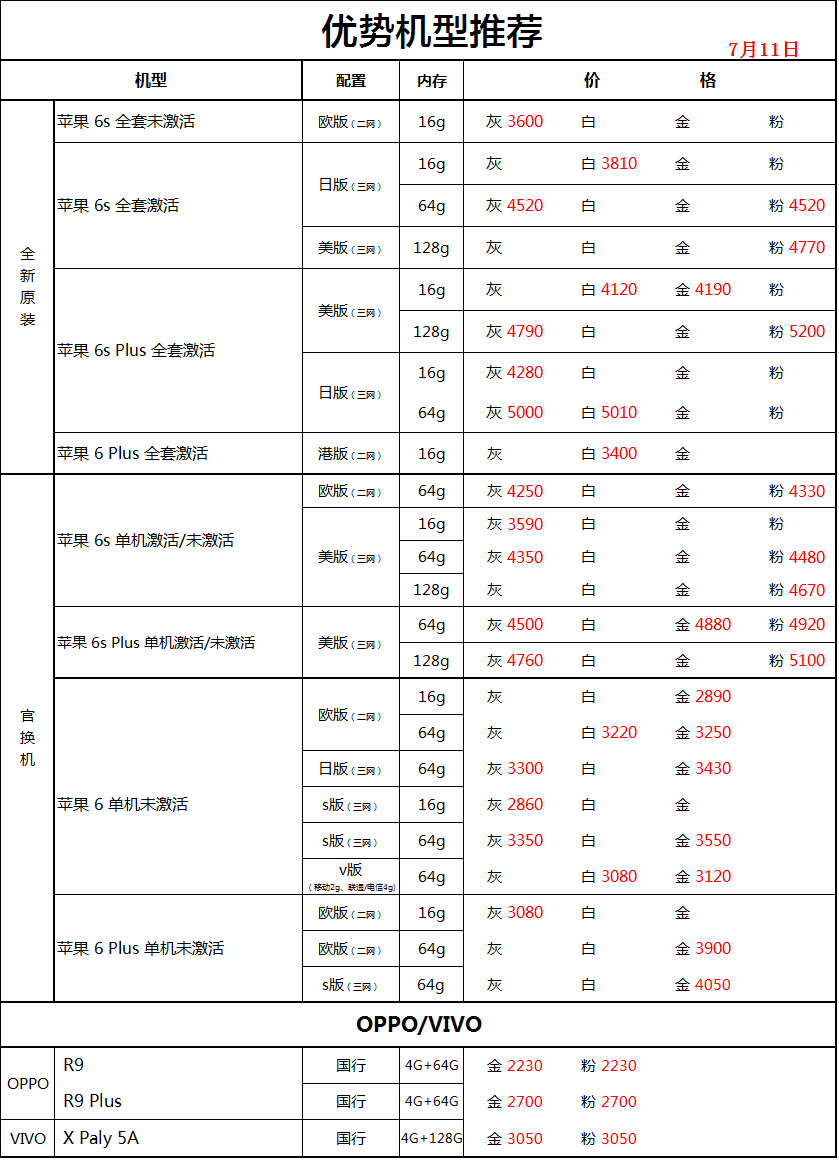 优势机型推荐
7月11日
机型 配置 内存 价 格
全新原装
苹果 6s 全套未激活 欧版（二网） 16g 灰 3600 白 金 粉
苹果 6s 全套激活 日版（三网） 16g 灰 白 3810 金 粉
64g 灰 4520 白 金 粉 4520
美版（三网） 128g 灰 白 金 粉 4770
苹果 6s Plus 全套激活 美版（三网） 16g 灰 白 4120 金 4190 粉
128g 灰 4790 白 金 粉 5200
日版（三网） 16g 灰 4280 白 金 粉
64g 灰 5000 白 5010 金 粉
苹果 6 Plus 全套激活 港版（二网） 16g 灰 白 3400 金
官换机
苹果 6s 单机激活/未激活 欧版（二网） 64g 灰 4250 白 金 粉 4330
美版（三网） 16g 灰 3590 白 金 粉
64g 灰 4350 白 金 粉 4480
128g 灰 白 金 粉 4670
苹果 6s Plus 单机激活/未激活 美版（三网） 64g 灰 4500 白 金 4880 粉 4920
128g 灰 4760 白 金 粉 5100
苹果 6 单机未激活 欧版（二网） 16g 灰 白 金 2890
64g 灰 白 3220 金 3250
日版（三网） 64g 灰 3300 白 金 3430
s版（三网） 16g 灰 2860 白 金
s版（三网） 64g 灰 3350 白 金 3550
v版（移动2g、联通/电信4g） 64g 灰 白 3080 金 3120
苹果 6 Plus 单机未激活 欧版（二网） 16g 灰 3080 白 金
欧版（二网） 64g 灰 白 金 3900
s版（三网） 64g 灰 白 金 4050
OPPO/VIVO
OPPO R9 国行 4G+64G 金 2230 粉 2230
R9 Plus 国行 4G+64G 金 2700 粉 2700
VIVO X Paly 5A 国行 4G+128G 金 3050 粉 3050